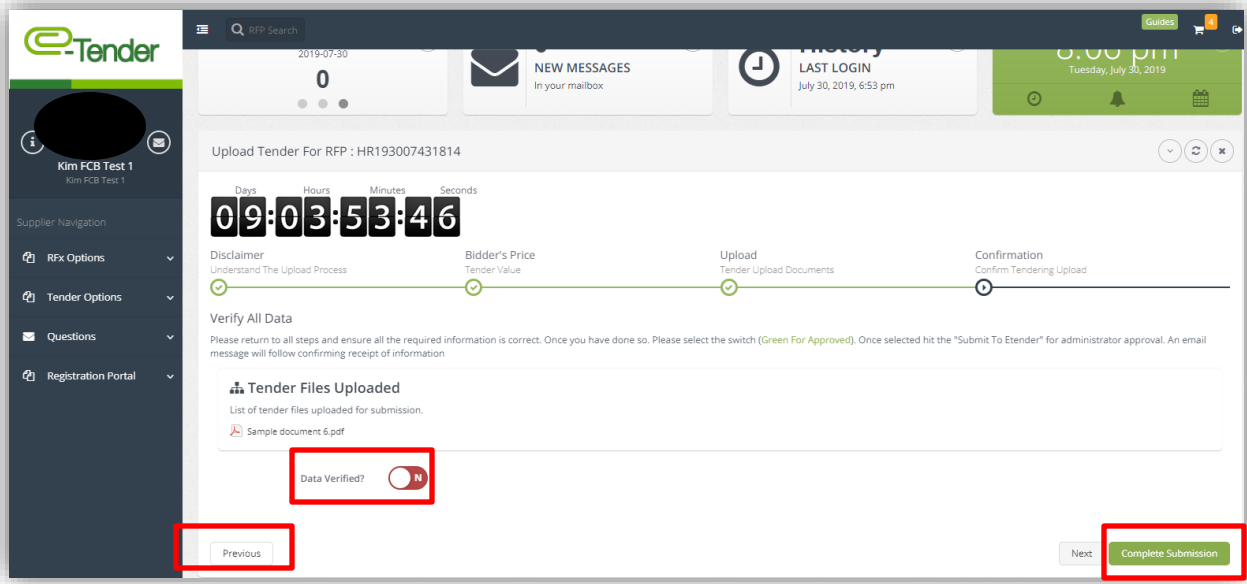 e-Tender
RFP Search
Guides
4
2019-07-30
0
NEW MESSAGES
In your mailbox
History
LAST LOGIN
July 30, 2019, 6:53 pm
8:00 pm
Tuesday, July 30, 2019
Kim FCB Test 1
Kim FCB Test 1
Supplier Navigation
RFx Options
Tender Options
Questions
Registration Portal
Upload Tender For RFP : HR193007431814
Days Hours Minutes Seconds
09:03:53:46
Disclaimer
Understand The Upload Process
Bidder's Price
Tender Value
Upload
Tender Upload Documents
Confirmation
Confirm Tendering Upload
Verify All Data
Please return to all steps and ensure all the required information is correct. Once you have done so. Please select the switch (Green For Approved). Once selected hit the "Submit To Etender" for administrator approval. An email
message will follow confirming receipt of information
Tender Files Uploaded
List of tender files uploaded for submission.
Sample document 6.pdf
Data Verified? N
Previous
Next
Complete Submission